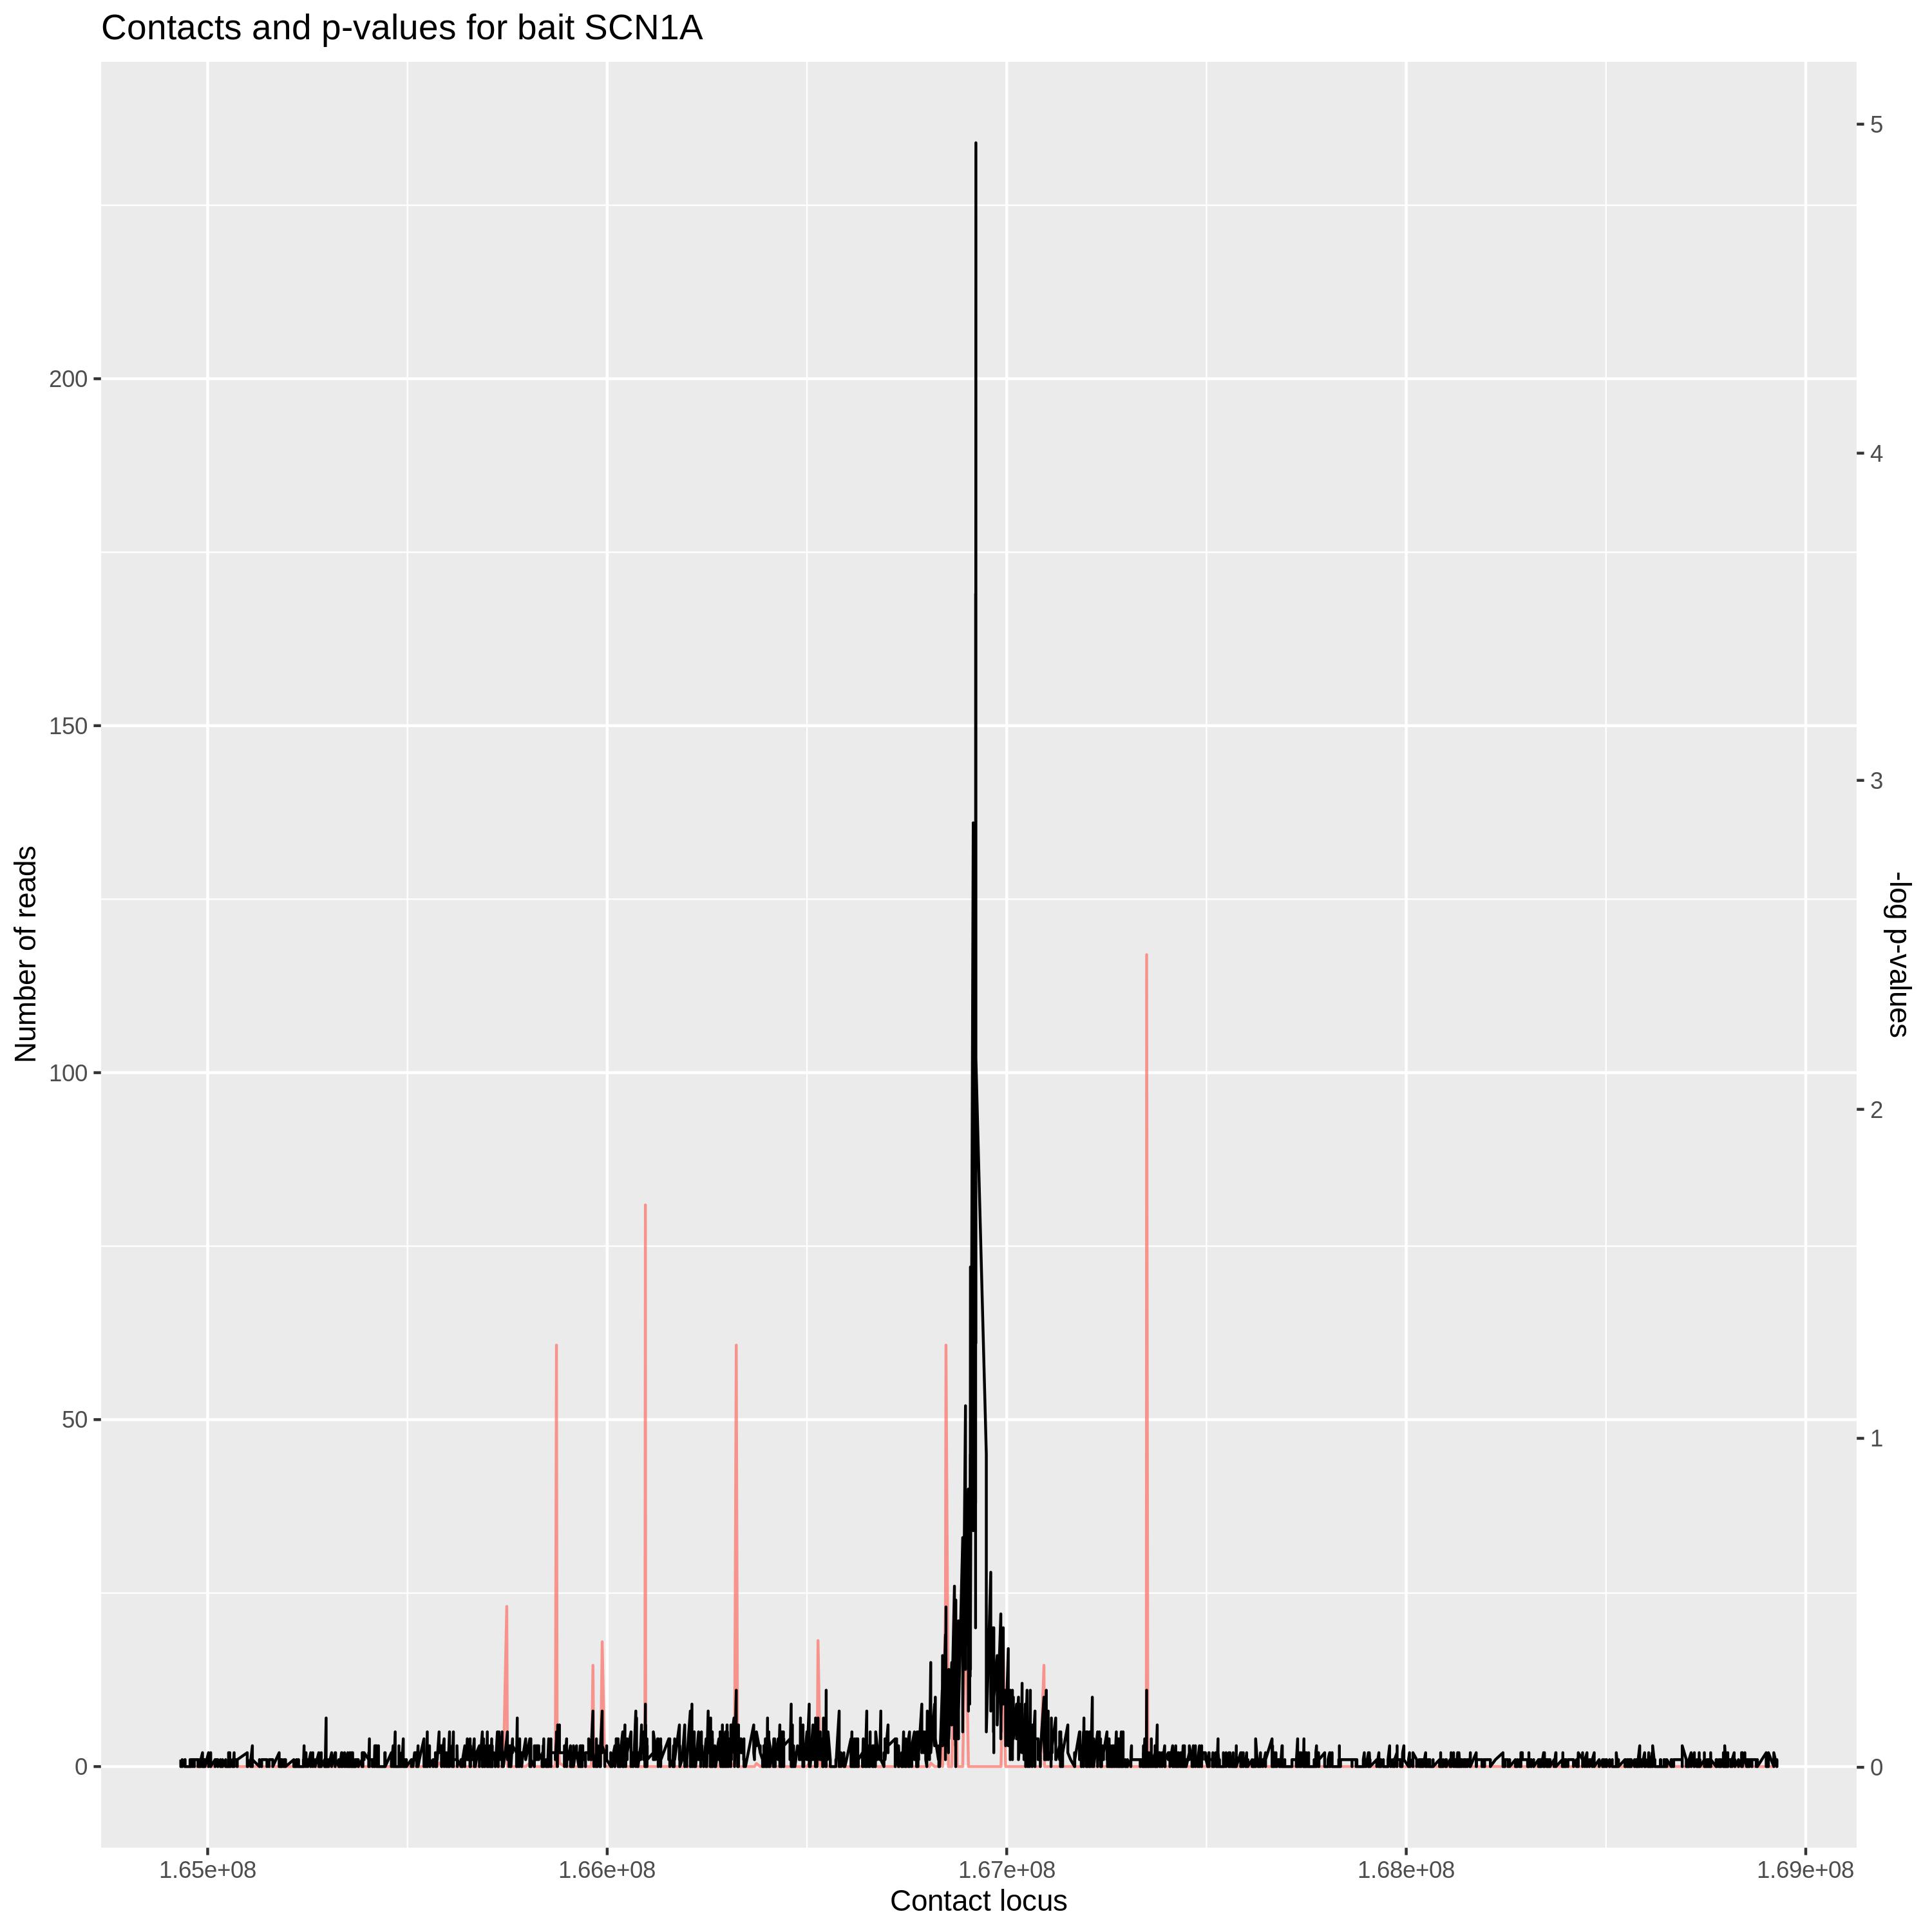 Contacts and p-values for bait SCN1A
Number of reads
200
150
100
50
0
5
4
3
2
1
0
-log p-values
1.65e+08
1.66e+08
1.67e+08
1.68e+08
1.69e+08
Contact locus